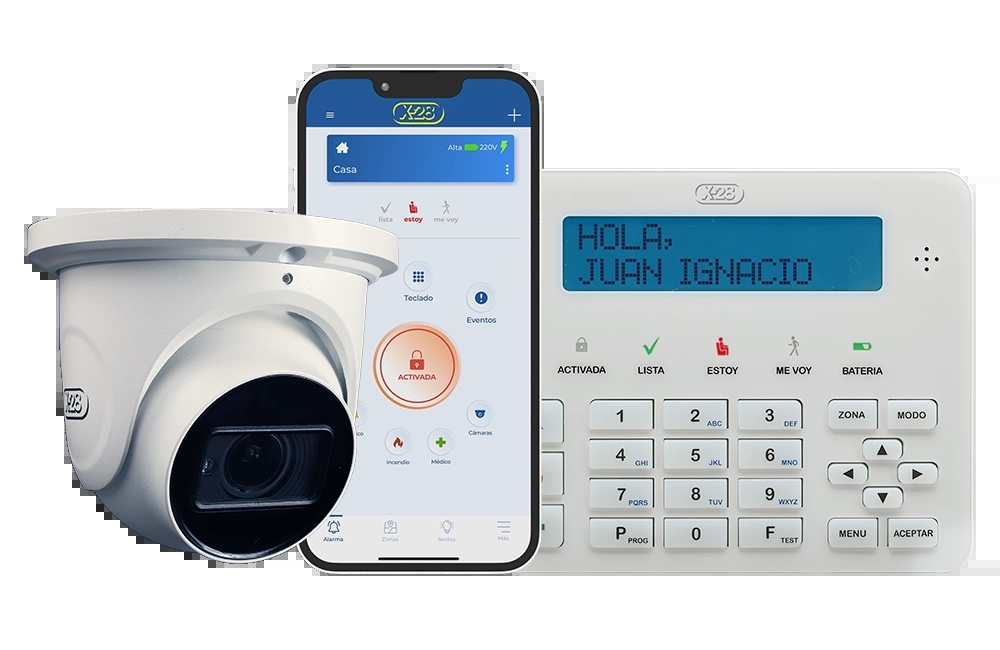 X-28
Alta 220V
Casa
lista estoy me voy
Teclado
Eventos
ACTIVADA
Cámaras
Incendio Médico
Alarma Zonas Nodos Más
X-28
X-28
HOLA,
JUAN IGNACIO
ACTIVADA LISTA ESTOY ME VOY BATERIA
1 2 ABC 3 DEF ZONA MODO
4 GHI 5 JKL 6 MNO
7 PQRS 8 TUV 9 WXYZ
P PROG 0 F TEST MENU ACEPTAR